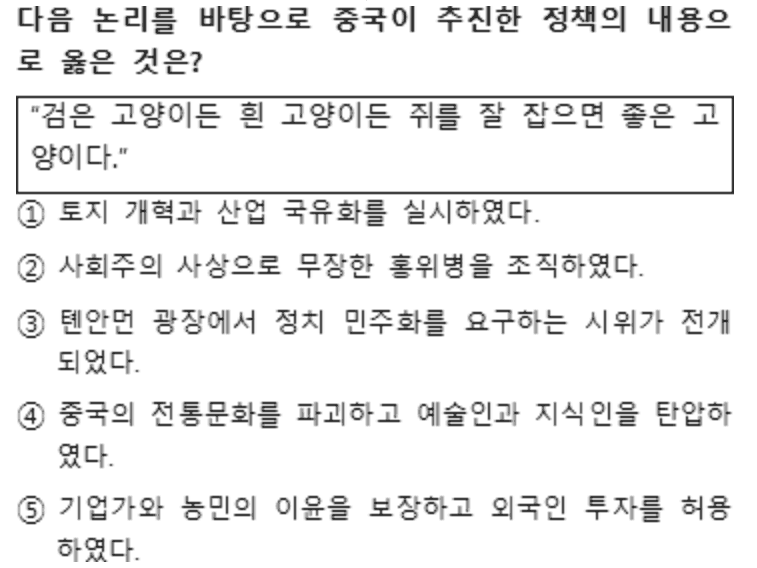 다음 논리를 바탕으로 중국이 추진한 정책의 내용으
로 옳은 것은?
"검은 고양이든 흰 고양이든 쥐를 잘 잡으면 좋은 고
양이다."
① 토지 개혁과 산업 국유화를 실시하였다.
② 사회주의 사상으로 무장한 홍위병을 조직하였다.
③ 톈안먼 광장에서 정치 민주화를 요구하는 시위가 전개
되었다.
④ 중국의 전통문화를 파괴하고 예술인과 지식인을 탄압하
였다.
⑤ 기업가와 농민의 이윤을 보장하고 외국인 투자를 허용
하였다.